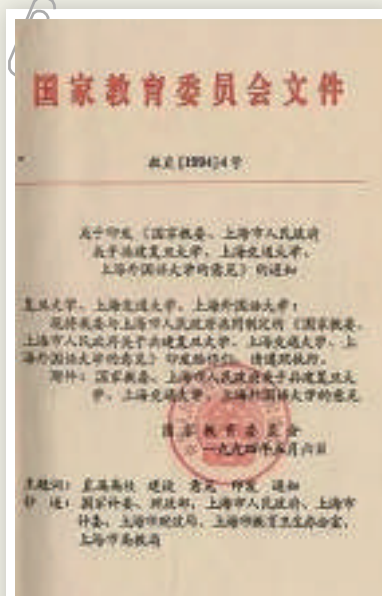 国家教育委员会文件
教直[1994]4号
关于印发《国家教委、上海市人民政府
关于共建复旦大学、上海交通大学、
上海外国语大学的意见》的通知
复旦大学、上海交通大学、上海外国语大学：
现将我委与上海市人民政府共同制定的《国家教委、
上海市人民政府关于共建复旦大学、上海交通大学、上
海外国语大学的意见》印发给你们，请遵照执行。
附件：国家教委、上海市人民政府关于共建复旦大
学、上海交通大学、上海外国语大学的意见
国家教育委员会
一九九四年 月六日
主题词：直属高校 建设 意见 印发 通知
抄 送：国家计委、财政部，上海市人民政府、上海市
计委、上海市财政局、上海市教育卫生办公室、
上海市高教局